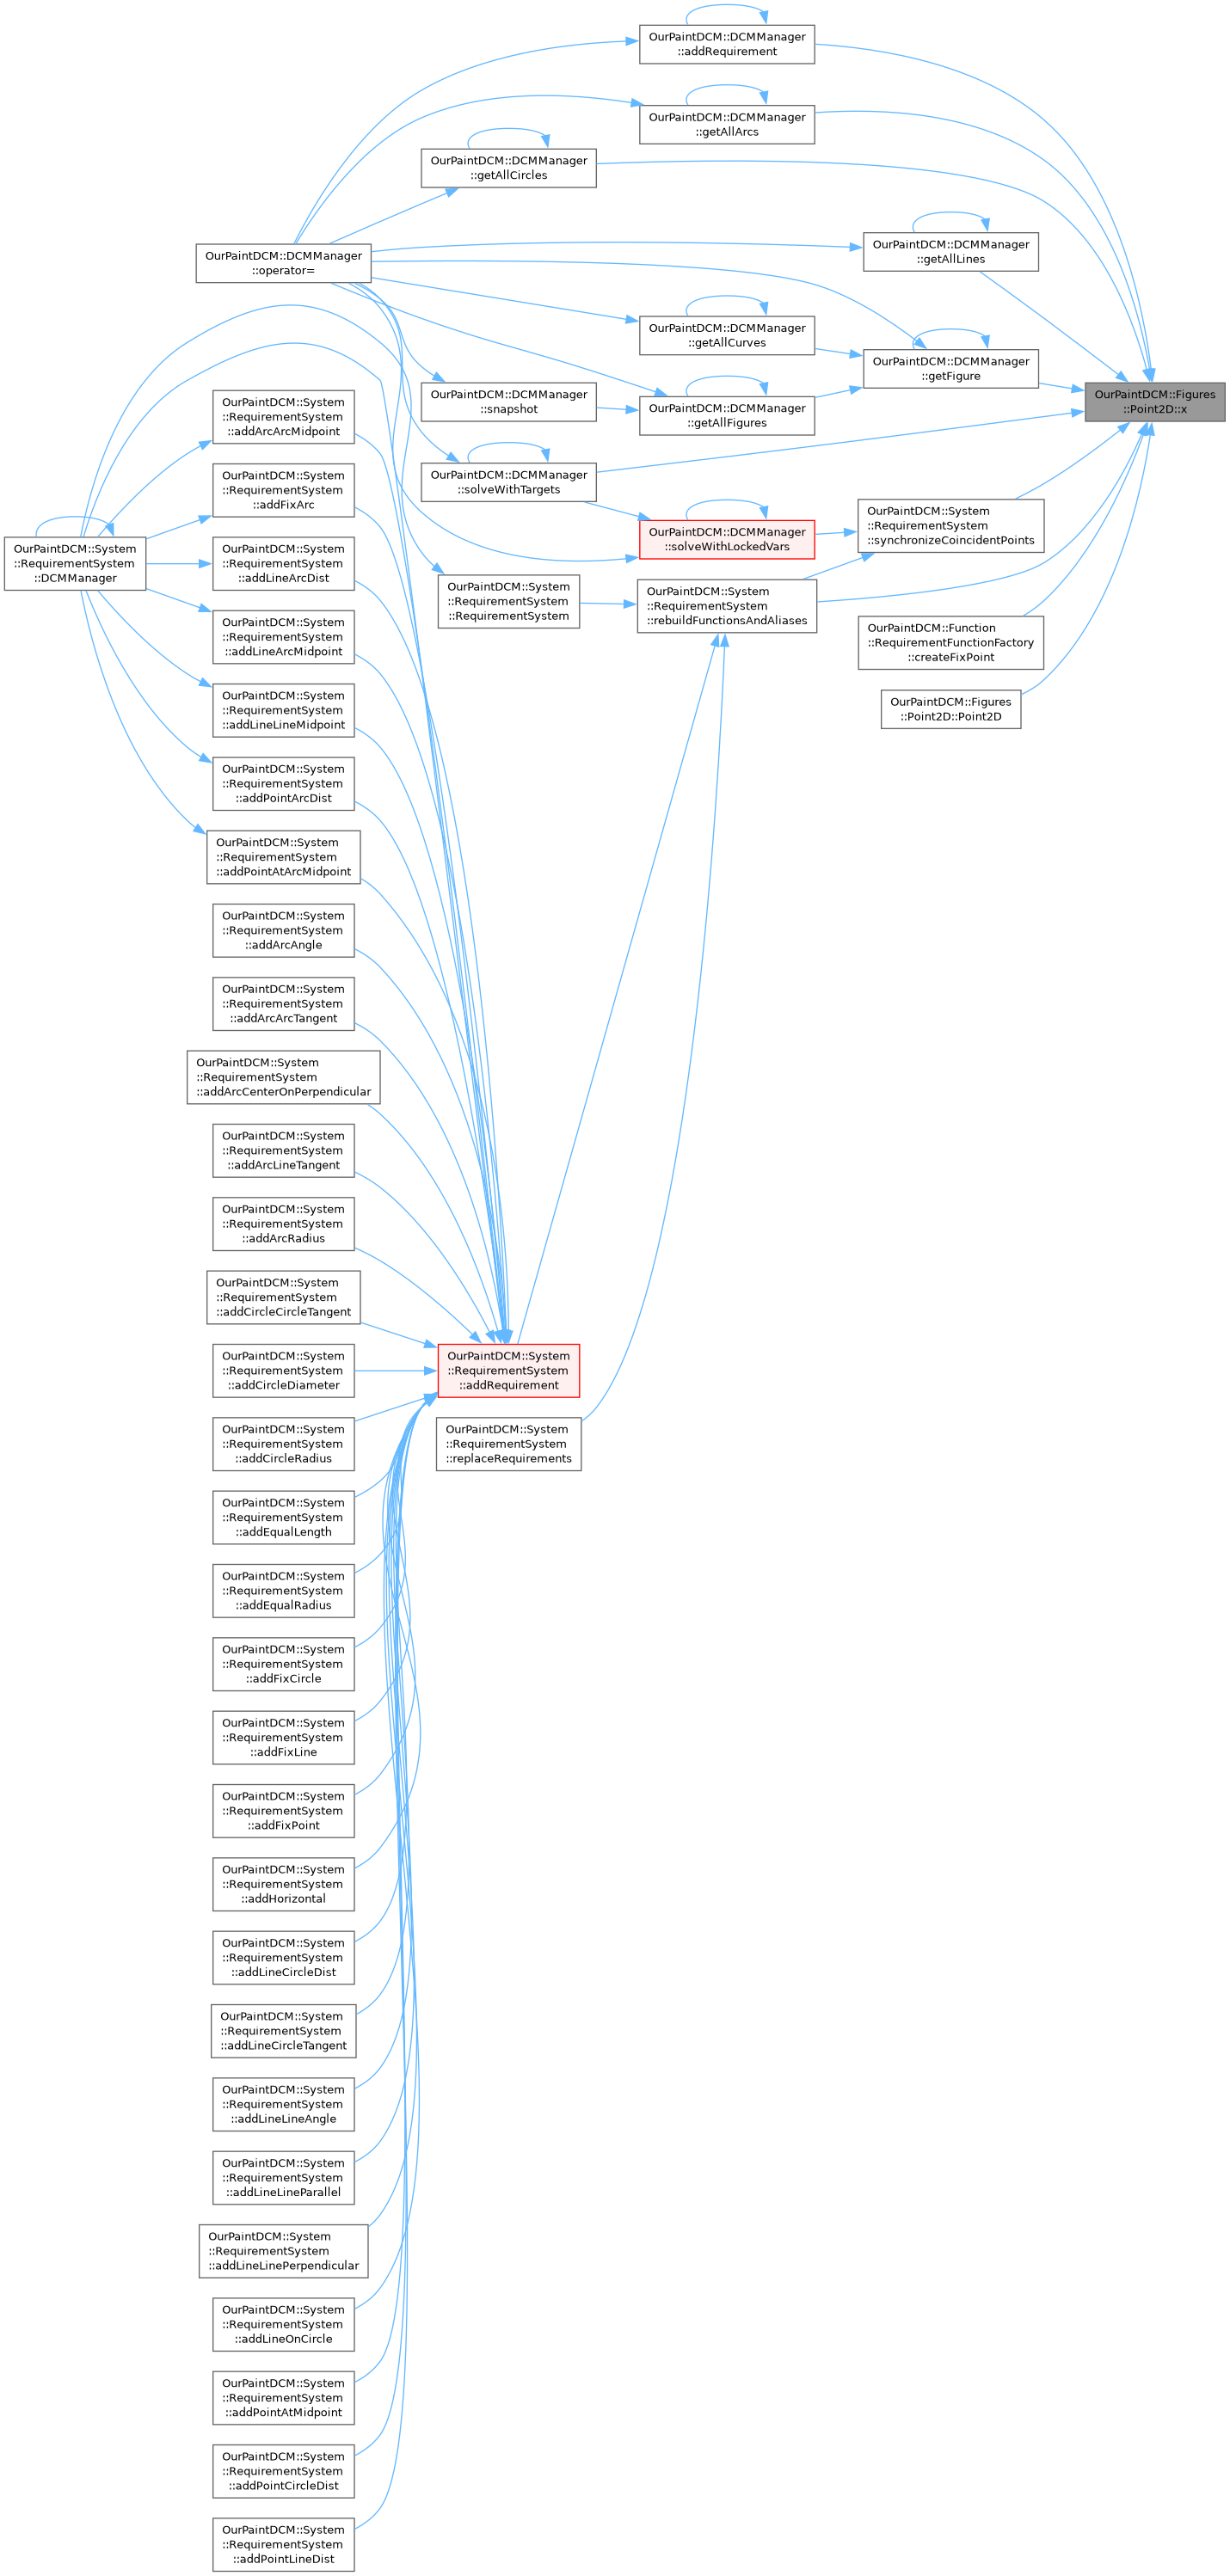 OurPaintDCM::DCMManager
::addRequirement
OurPaintDCM::DCMManager
::getAllArcs
OurPaintDCM::DCMManager
::getAllCircles
OurPaintDCM::DCMManager
::getAllLines
OurPaintDCM::DCMManager
::operator=
OurPaintDCM::DCMManager
::getAllCurves
OurPaintDCM::DCMManager
::getFigure
OurPaintDCM::Figures
::Point2D::x
OurPaintDCM::DCMManager
::snapshot
OurPaintDCM::DCMManager
::getAllFigures
OurPaintDCM::System
::RequirementSystem
::addArcArcMidpoint
OurPaintDCM::DCMManager
::solveWithTargets
OurPaintDCM::System
::RequirementSystem
::addFixArc
OurPaintDCM::DCMManager
::solveWithLockedVars
OurPaintDCM::System
::RequirementSystem
::synchronizeCoincidentPoints
OurPaintDCM::System
::RequirementSystem
::DCMManager
OurPaintDCM::System
::RequirementSystem
::addLineArcDist
OurPaintDCM::System
::RequirementSystem
::RequirementSystem
OurPaintDCM::System
::RequirementSystem
::rebuildFunctionsAndAliases
OurPaintDCM::System
::RequirementSystem
::addLineArcMidpoint
OurPaintDCM::Function
::RequirementFunctionFactory
::createFixPoint
OurPaintDCM::System
::RequirementSystem
::addLineLineMidpoint
OurPaintDCM::Figures
::Point2D::Point2D
OurPaintDCM::System
::RequirementSystem
::addPointArcDist
OurPaintDCM::System
::RequirementSystem
::addPointAtArcMidpoint
OurPaintDCM::System
::RequirementSystem
::addArcAngle
OurPaintDCM::System
::RequirementSystem
::addArcArcTangent
OurPaintDCM::System
::RequirementSystem
::addArcCenterOnPerpendicular
OurPaintDCM::System
::RequirementSystem
::addArcLineTangent
OurPaintDCM::System
::RequirementSystem
::addArcRadius
OurPaintDCM::System
::RequirementSystem
::addCircleCircleTangent
OurPaintDCM::System
::RequirementSystem
::addCircleDiameter
OurPaintDCM::System
::RequirementSystem
::addRequirement
OurPaintDCM::System
::RequirementSystem
::addCircleRadius
OurPaintDCM::System
::RequirementSystem
::replaceRequirements
OurPaintDCM::System
::RequirementSystem
::addEqualLength
OurPaintDCM::System
::RequirementSystem
::addEqualRadius
OurPaintDCM::System
::RequirementSystem
::addFixCircle
OurPaintDCM::System
::RequirementSystem
::addFixLine
OurPaintDCM::System
::RequirementSystem
::addFixPoint
OurPaintDCM::System
::RequirementSystem
::addHorizontal
OurPaintDCM::System
::RequirementSystem
::addLineCircleDist
OurPaintDCM::System
::RequirementSystem
::addLineCircleTangent
OurPaintDCM::System
::RequirementSystem
::addLineLineAngle
OurPaintDCM::System
::RequirementSystem
::addLineLineParallel
OurPaintDCM::System
::RequirementSystem
::addLineLinePerpendicular
OurPaintDCM::System
::RequirementSystem
::addLineOnCircle
OurPaintDCM::System
::RequirementSystem
::addPointAtMidpoint
OurPaintDCM::System
::RequirementSystem
::addPointCircleDist
OurPaintDCM::System
::RequirementSystem
::addPointLineDist